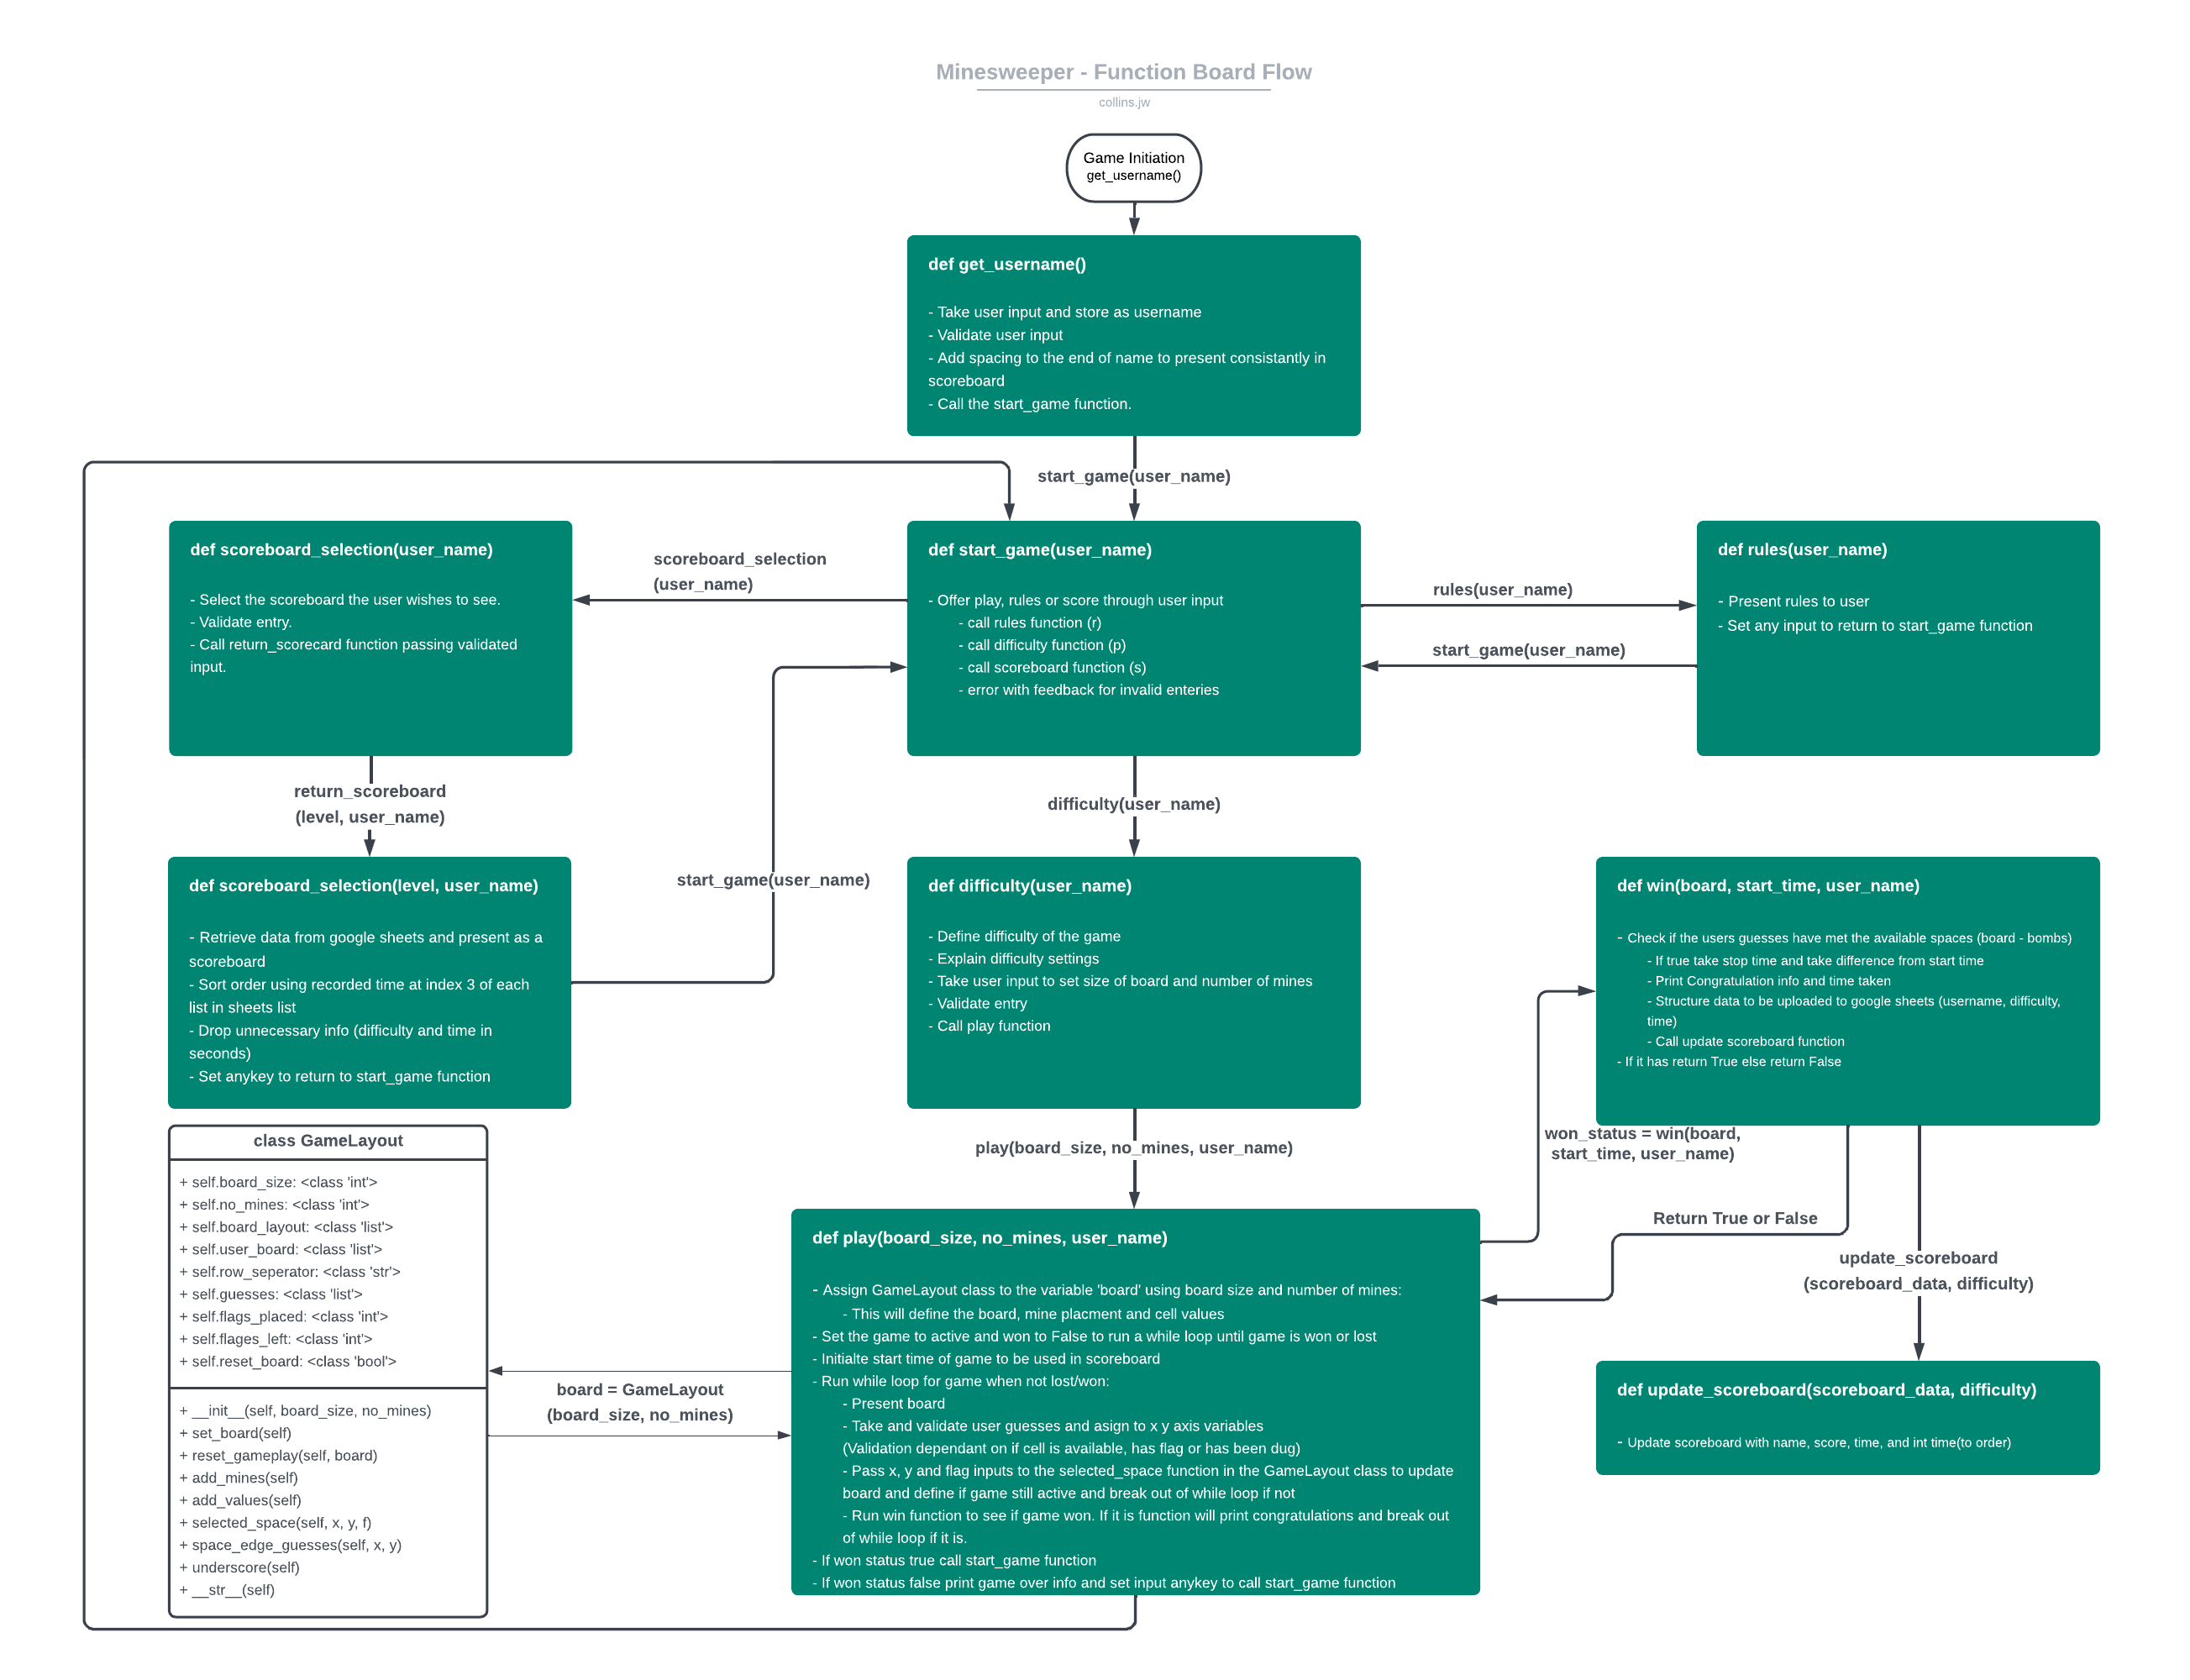 Minesweeper - Function Board Flow
collins.jw
Game Initiation
get_username()
def get_username()
- Take user input and store as username
- Validate user input
- Add spacing to the end of name to present consistantly in
scoreboard
- Call the start_game function.
start_game(user_name)
def scoreboard_selection(user_name)
- Select the scoreboard the user wishes to see.
- Validate entry.
- Call return_scorecard function passing validated
input.
scoreboard_selection
(user_name)
def start_game(user_name)
- Offer play, rules or score through user input
- call rules function (r)
- call difficulty function (p)
- call scoreboard function (s)
- error with feedback for invalid enteries
rules(user_name)
start_game(user_name)
def rules(user_name)
- Present rules to user
- Set any input to return to start_game function
return_scoreboard
(level, user_name)
difficulty(user_name)
def scoreboard_selection(level, user_name)
- Retrieve data from google sheets and present as a
scoreboard
- Sort order using recorded time at index 3 of each
list in sheets list
- Drop unnecessary info (difficulty and time in
seconds)
- Set anykey to return to start_game function
start_game(user_name)
def difficulty(user_name)
- Define difficulty of the game
- Explain difficulty settings
- Take user input to set size of board and number of mines
- Validate entry
- Call play function
def win(board, start_time, user_name)
- Check if the users guesses have met the available spaces (board - bombs)
- If true take stop time and take difference from start time
- Print Congratulation info and time taken
- Structure data to be uploaded to google sheets (username, difficulty,
time)
- Call update scoreboard function
- If it has return True else return False
play(board_size, no_mines, user_name)
won_status = win(board,
start_time, user_name)
Return True or False
update_scoreboard
(scoreboard_data, difficulty)
class GameLayout
+ self.board_size: <class 'int'>
+ self.no_mines: <class 'int'>
+ self.board_layout: <class 'list'>
+ self.user_board: <class 'list'>
+ self.row_seperator: <class 'str'>
+ self.guesses: <class 'list'>
+ self.flags_placed: <class 'int'>
+ self.flages_left: <class 'int'>
+ self.reset_board: <class 'bool'>
+ __init__(self, board_size, no_mines)
+ set_board(self)
+ reset_gameplay(self, board)
+ add_mines(self)
+ add_values(self)
+ selected_space(self, x, y, f)
+ space_edge_guesses(self, x, y)
+ underscore(self)
+ __str__(self)
board = GameLayout
(board_size, no_mines)
def play(board_size, no_mines, user_name)
- Assign GameLayout class to the variable 'board' using board size and number of mines:
- This will define the board, mine placment and cell values
- Set the game to active and won to False to run a while loop until game is won or lost
- Initialte start time of game to be used in scoreboard
- Run while loop for game when not lost/won:
- Present board
- Take and validate user guesses and asign to x y axis variables
(Validation dependant on if cell is available, has flag or has been dug)
- Pass x, y and flag inputs to the selected_space function in the GameLayout class to update
board and define if game still active and break out of while loop if not
- Run win function to see if game won. If it is function will print congratulations and break out
of while loop if it is.
- If won status true call start_game function
- If won status false print game over info and set input anykey to call start_game function
def update_scoreboard(scoreboard_data, difficulty)
- Update scoreboard with name, score, time, and int time(to order)